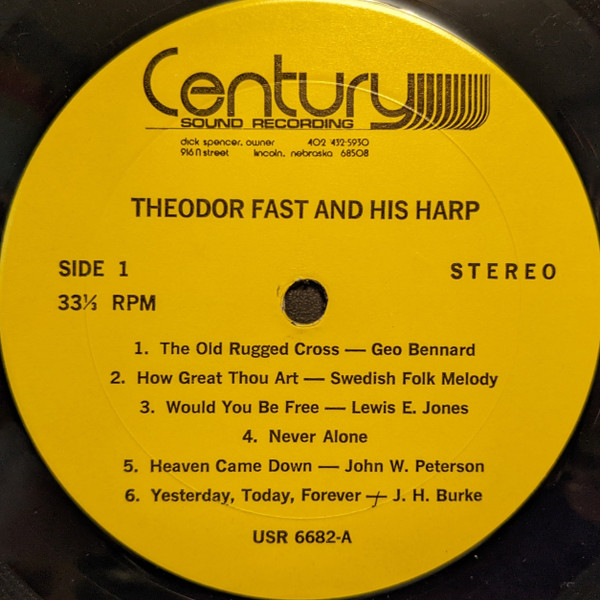 Century
SOUND RECORDING
dick spencer, owner 402 432-5930
916 n street lincoln, nebraska 68508
THEODOR FAST AND HIS HARP
SIDE 1 STEREO
33⅓ RPM
1. The Old Rugged Cross — Geo Bennard
2. How Great Thou Art — Swedish Folk Melody
3. Would You Be Free — Lewis E. Jones
4. Never Alone
5. Heaven Came Down — John W. Peterson
6. Yesterday, Today, Forever — J. H. Burke
USR 6682-A